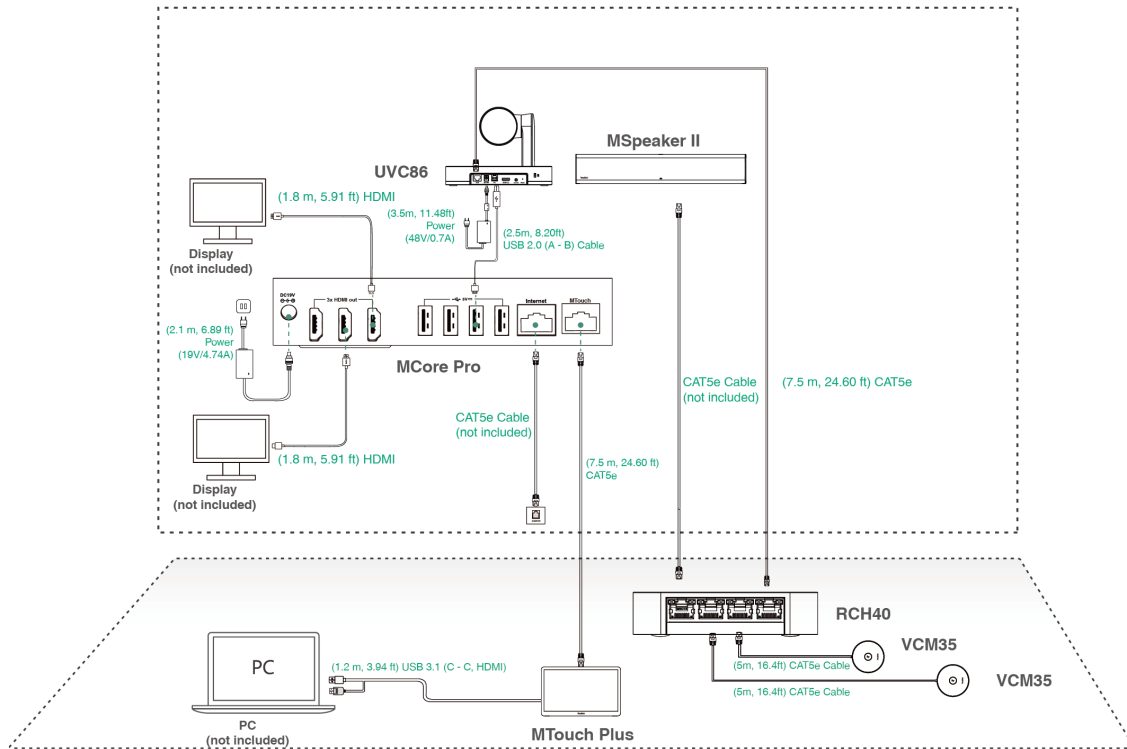 MSpeaker II
UVC86
(1.8 m, 5.91 ft) HDMI
(3.5m, 11.48ft)
Power
(48V/0.7A)
(2.5m, 8.20ft)
USB 2.0 (A - B) Cable
Display
(not included)
DC19V
3x HDMI out
Internet
MTouch
(2.1 m, 6.89 ft)
Power
(19V/4.74A)
MCore Pro
CAT5e Cable
(not included)
(7.5 m, 24.60 ft) CAT5e
CAT5e Cable
(not included)
(1.8 m, 5.91 ft) HDMI
(7.5 m, 24.60 ft)
CAT5e
Display
(not included)
RCH40
VCM35
(5m, 16.4ft) CAT5e Cable
VCM35
(5m, 16.4ft) CAT5e Cable
PC
(1.2 m, 3.94 ft) USB 3.1 (C - C, HDMI)
PC
(not included)
MTouch Plus